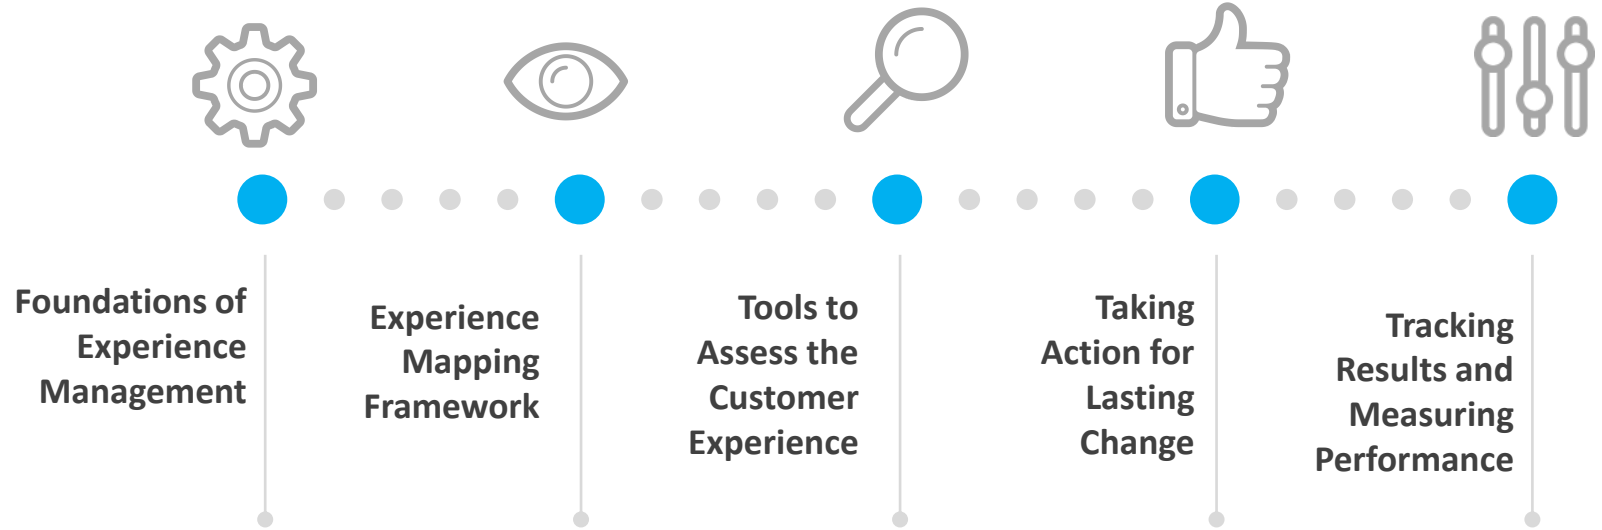 Foundations of
Experience
Management
Experience
Mapping
Framework
Tools to
Assess the
Customer
Experience
Taking
Action for
Lasting
Change
Tracking
Results and
Measuring
Performance